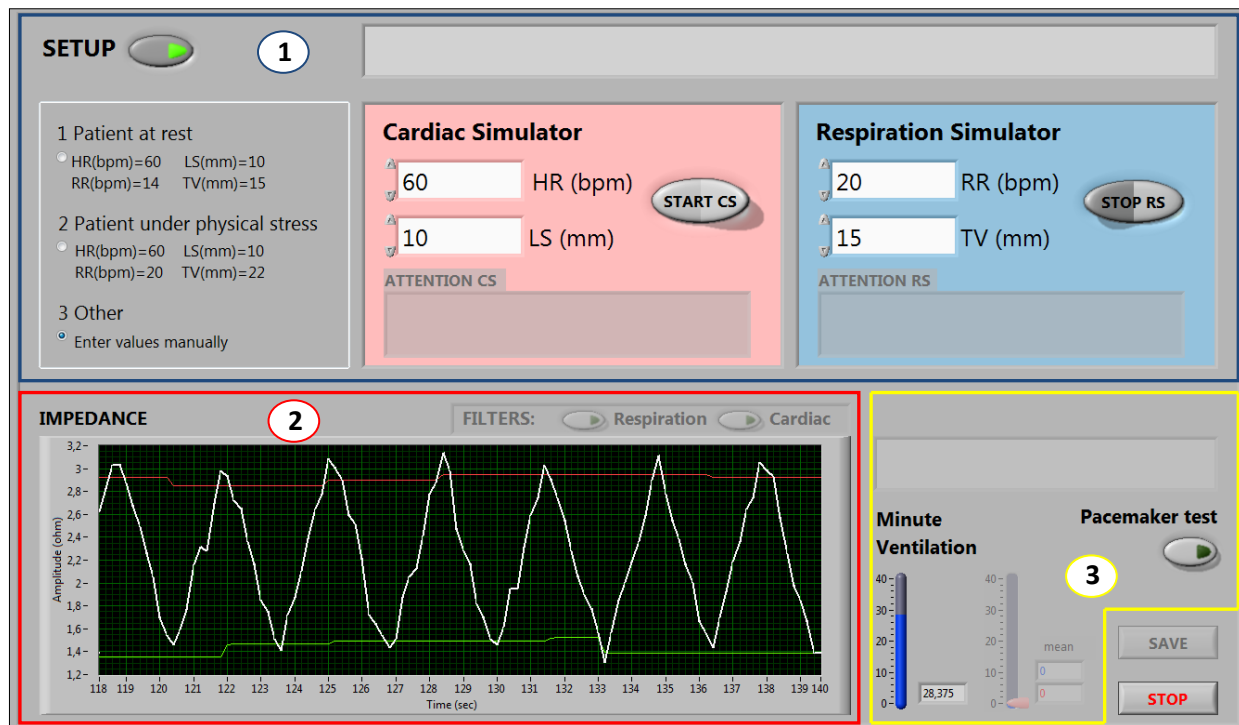 SETUP
1
1 Patient at rest
HR(bpm)=60 LS(mm)=10
RR(bpm)=14 TV(mm)=15
2 Patient under physical stress
HR(bpm)=60 LS(mm)=10
RR(bpm)=20 TV(mm)=22
3 Other
Enter values manually
Cardiac Simulator
60 HR (bpm)
START CS
10 LS (mm)
ATTENTION CS
Respiration Simulator
20 RR (bpm)
STOP RS
15 TV (mm)
ATTENTION RS
IMPEDANCE
2
FILTERS: Respiration Cardiac
Amplitude (ohm)
3,2-
3-
2,8-
2,6-
2,4-
2,2-
2-
1,8-
1,6-
1,4-
1,2-
118 119 120 121 122 123 124 125 126 127 128 129 130 131 132 133 134 135 136 137 138 139 140
Time (sec)
Minute
Ventilation
Pacemaker test
3
40-
30-
20-
10-
0-
28,375
40-
30-
20-
10-
0-
mean
0
0
SAVE
STOP